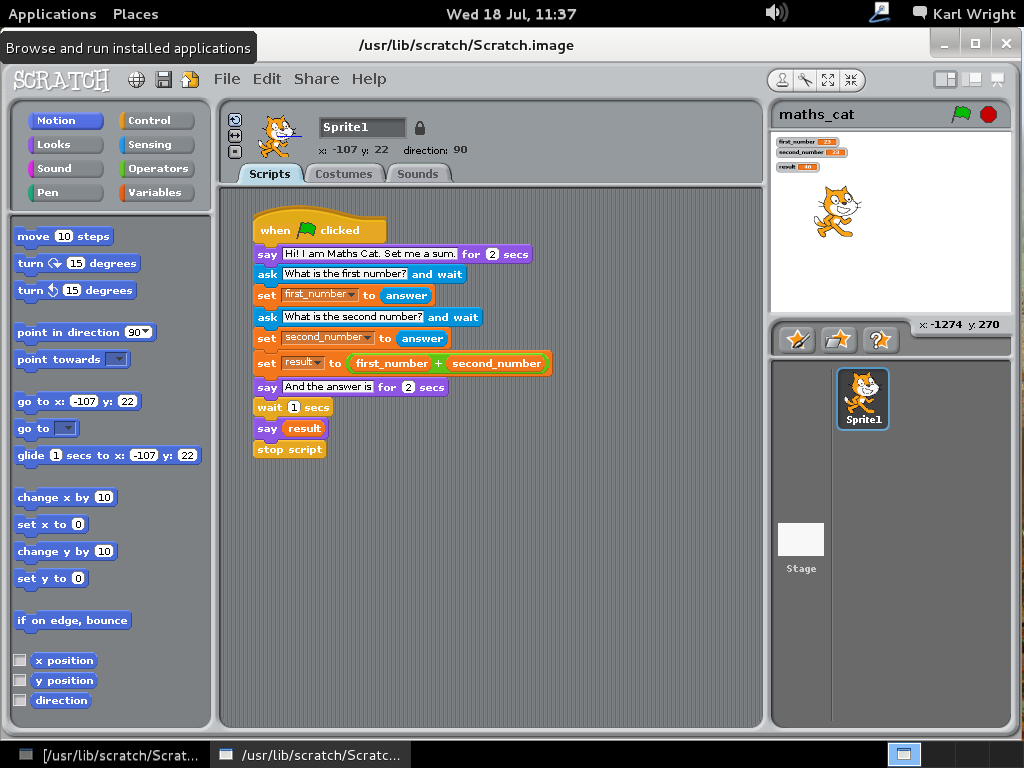 Applications Places Wed 18 Jul, 11:37 Karl Wright
Browse and run installed applications
/usr/lib/scratch/Scratch.image
SCRATCH File Edit Share Help
Motion Control
Looks Sensing
Sound Operators
Pen Variables
move 10 steps
turn 15 degrees
turn 15 degrees
point in direction 90
point towards
go to x: -107 y: 22
go to
glide 1 secs to x: -107 y: 22
change x by 10
set x to 0
change y by 10
set y to 0
if on edge, bounce
x position
y position
direction
Sprite1
x: -107 y: 22 direction: 90
Scripts Costumes Sounds
when clicked
say Hi! I am Maths Cat. Set me a sum. for 2 secs
ask What is the first number? and wait
set first_number to answer
ask What is the second number? and wait
set second_number to answer
set result to first_number + second_number
say And the answer is for 2 secs
wait 1 secs
say result
stop script
maths_cat
first_number
second_number
result
x: -1274 y: 270
Sprite1
Stage
[/usr/lib/scratch/Scrat... /usr/lib/scratch/Scratc...